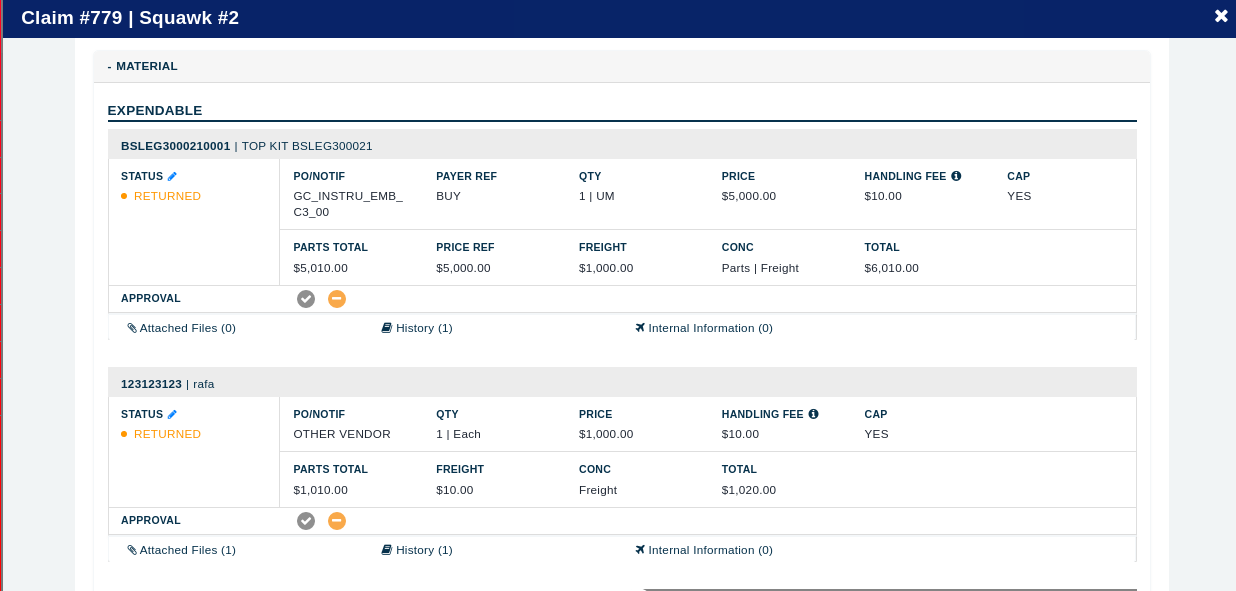 Claim #779 | Squawk #2
- MATERIAL
EXPENDABLE
BSLEG3000210001 | TOP KIT BSLEG300021
STATUS PO/NOTIF PAYER REF QTY PRICE HANDLING FEE CAP
RETURNED GC_INSTRU_EMB_ BUY 1 | UM $5,000.00 $10.00 YES
C3_00
PARTS TOTAL PRICE REF FREIGHT CONC TOTAL
$5,010.00 $5,000.00 $1,000.00 Parts | Freight $6,010.00
APPROVAL
Attached Files (0) History (1) Internal Information (0)
123123123 | rafa
STATUS PO/NOTIF QTY PRICE HANDLING FEE CAP
RETURNED OTHER VENDOR 1 | Each $1,000.00 $10.00 YES
PARTS TOTAL FREIGHT CONC TOTAL
$1,010.00 $10.00 Freight $1,020.00
APPROVAL
Attached Files (1) History (1) Internal Information (0)